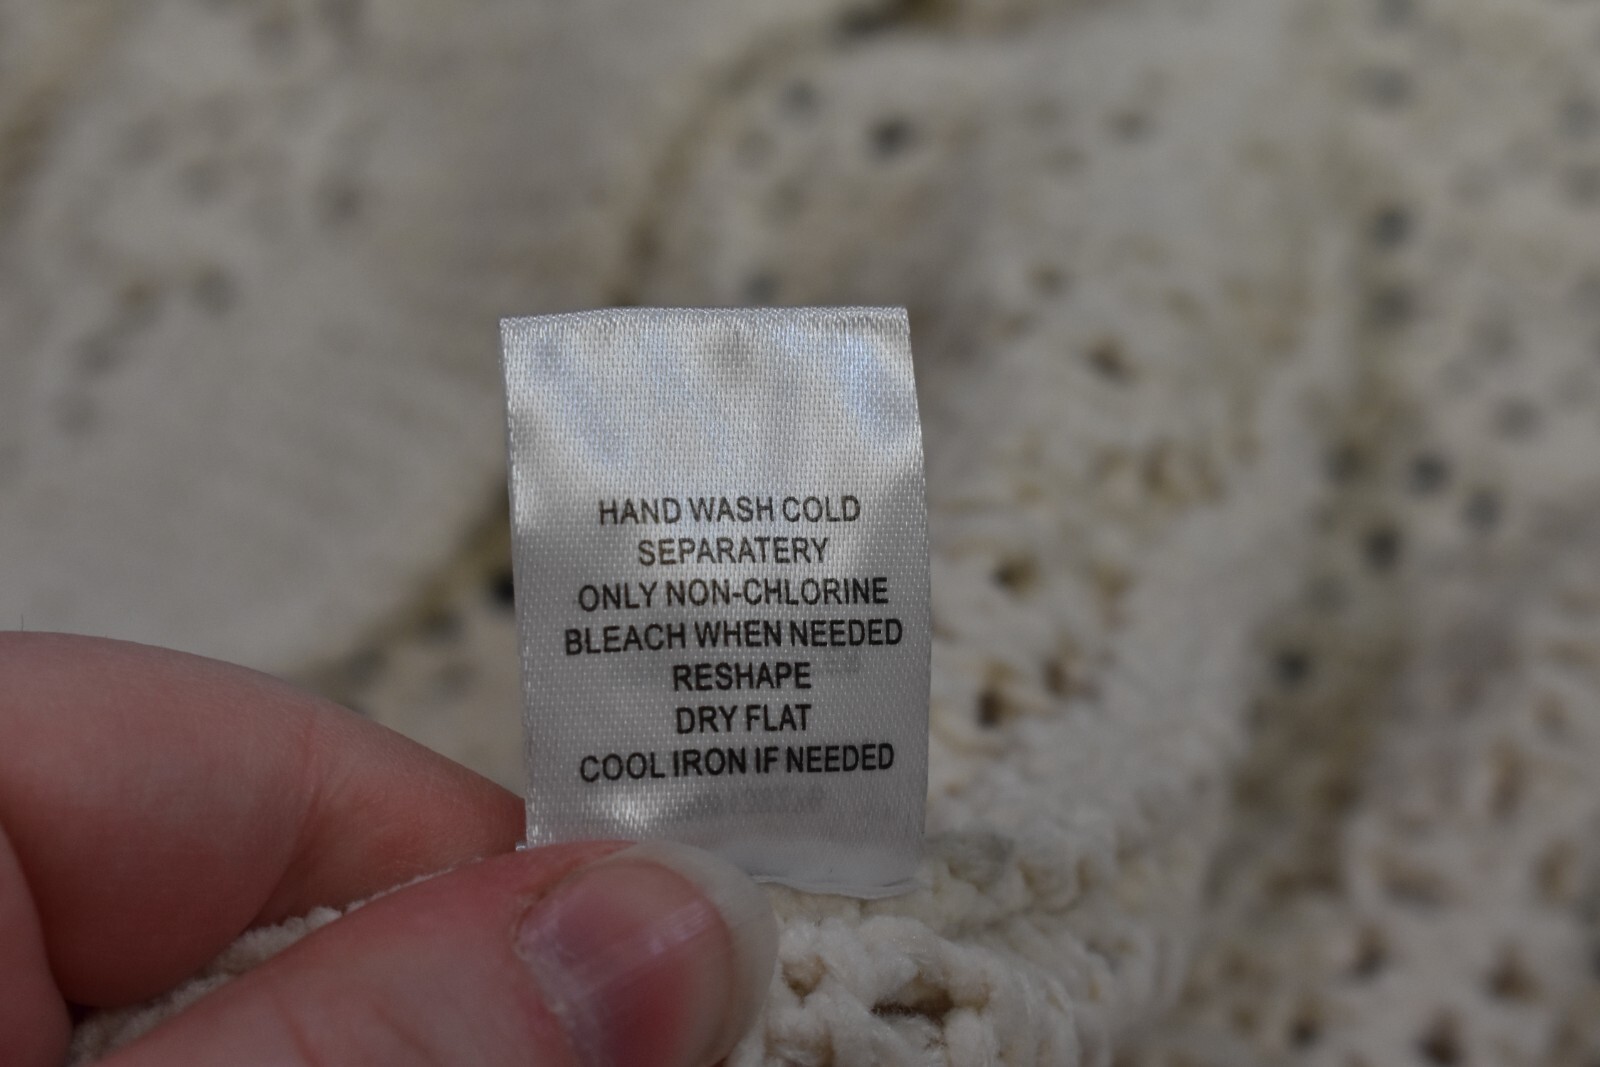 HAND WASH COLD
SEPARATERY
ONLY NON-CHLORINE
BLEACH WHEN NEEDED
RESHAPE
DRY FLAT
COOL IRON IF NEEDED